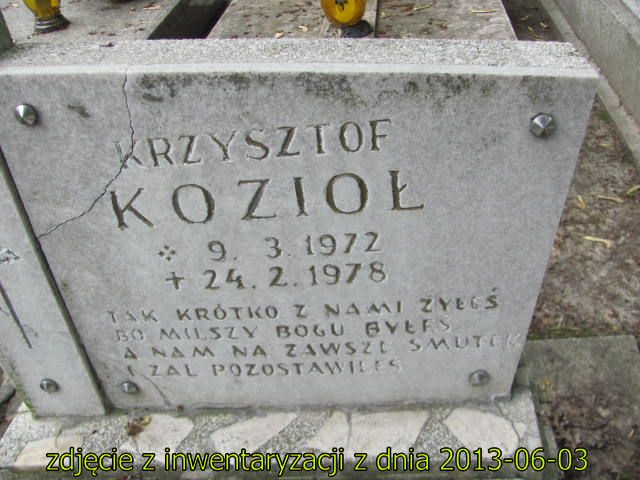 KRZYSZTOF
KOZIOŁ
9. 3. 1972
+ 24. 2. 1978
TAK KRÓTKO Z NAMI ŻYŁEŚ
BO MILSZY BOGU BYŁEŚ
A NAM NA ZAWSZE SMUTEK
I ŻAL POZOSTAWIŁEŚ
zdjęcie z inwentaryzacji z dnia 2013-06-03